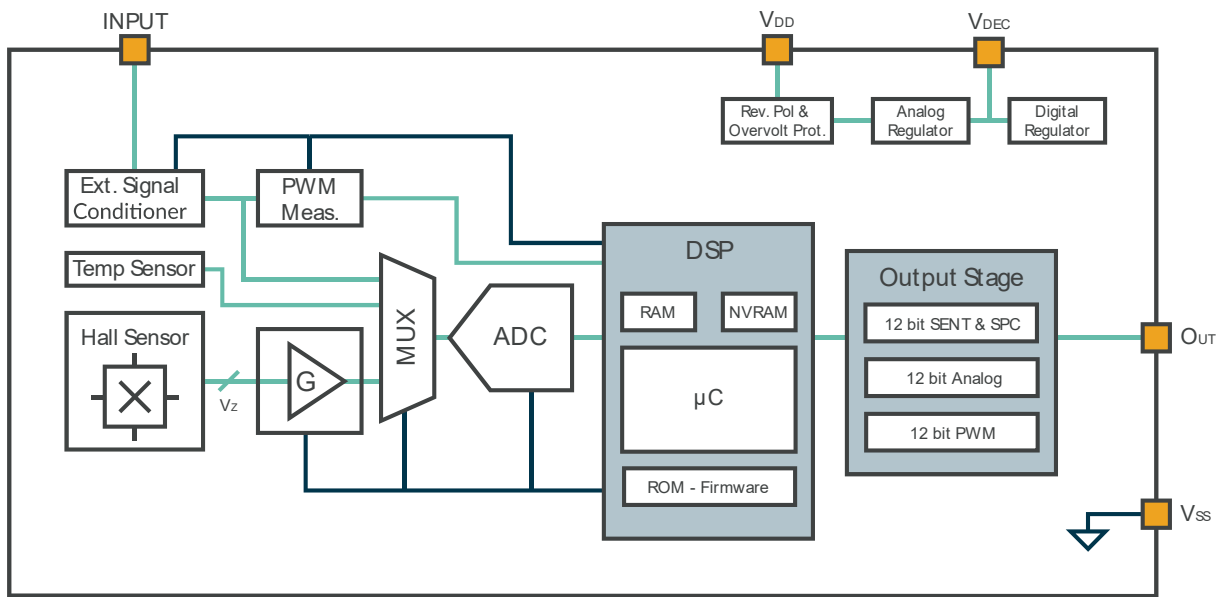 INPUT
VDD
VDEC
Rev. Pol &
Overvolt Prot.
Analog
Regulator
Digital
Regulator
Ext. Signal
Conditioner
PWM
Meas.
Temp Sensor
Hall Sensor
VZ
G
MUX
ADC
DSP
RAM
NVRAM
µC
ROM - Firmware
Output Stage
12 bit SENT & SPC
12 bit Analog
12 bit PWM
OUT
VSS